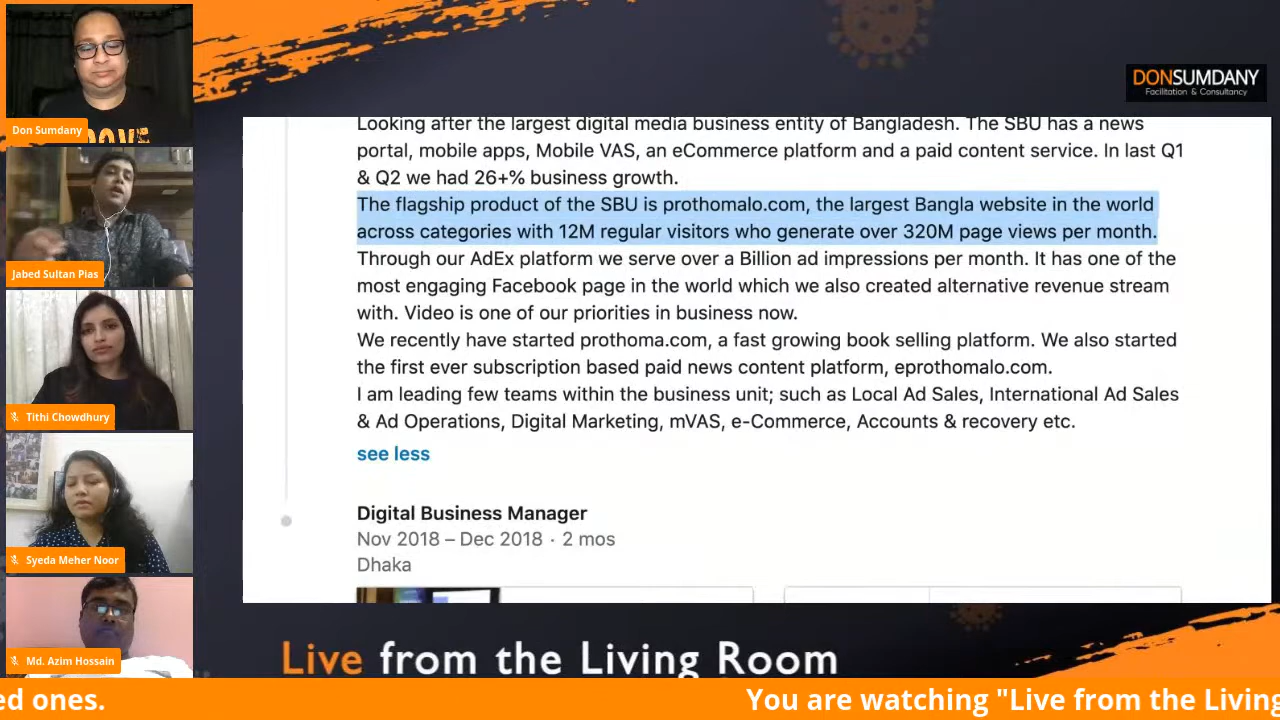 Don Sumdany
Jabed Sultan Pias
Tithi Chowdhury
Syeda Meher Noor
Md. Azim Hossain
DONSUMDANY
Facilitation & Consultancy
Looking after the largest digital media business entity of Bangladesh. The SBU has a news
portal, mobile apps, Mobile VAS, an eCommerce platform and a paid content service. In last Q1
& Q2 we had 26+% business growth.
The flagship product of the SBU is prothomalo.com, the largest Bangla website in the world
across categories with 12M regular visitors who generate over 320M page views per month.
Through our AdEx platform we serve over a Billion ad impressions per month. It has one of the
most engaging Facebook page in the world which we also created alternative revenue stream
with. Video is one of our priorities in business now.
We recently have started prothoma.com, a fast growing book selling platform. We also started
the first ever subscription based paid news content platform, eprothomalo.com.
I am leading few teams within the business unit; such as Local Ad Sales, International Ad Sales
& Ad Operations, Digital Marketing, mVAS, e-Commerce, Accounts & recovery etc.
see less
Digital Business Manager
Nov 2018 – Dec 2018 · 2 mos
Dhaka
Live from the Living Room
ed ones. You are watching "Live from the Living